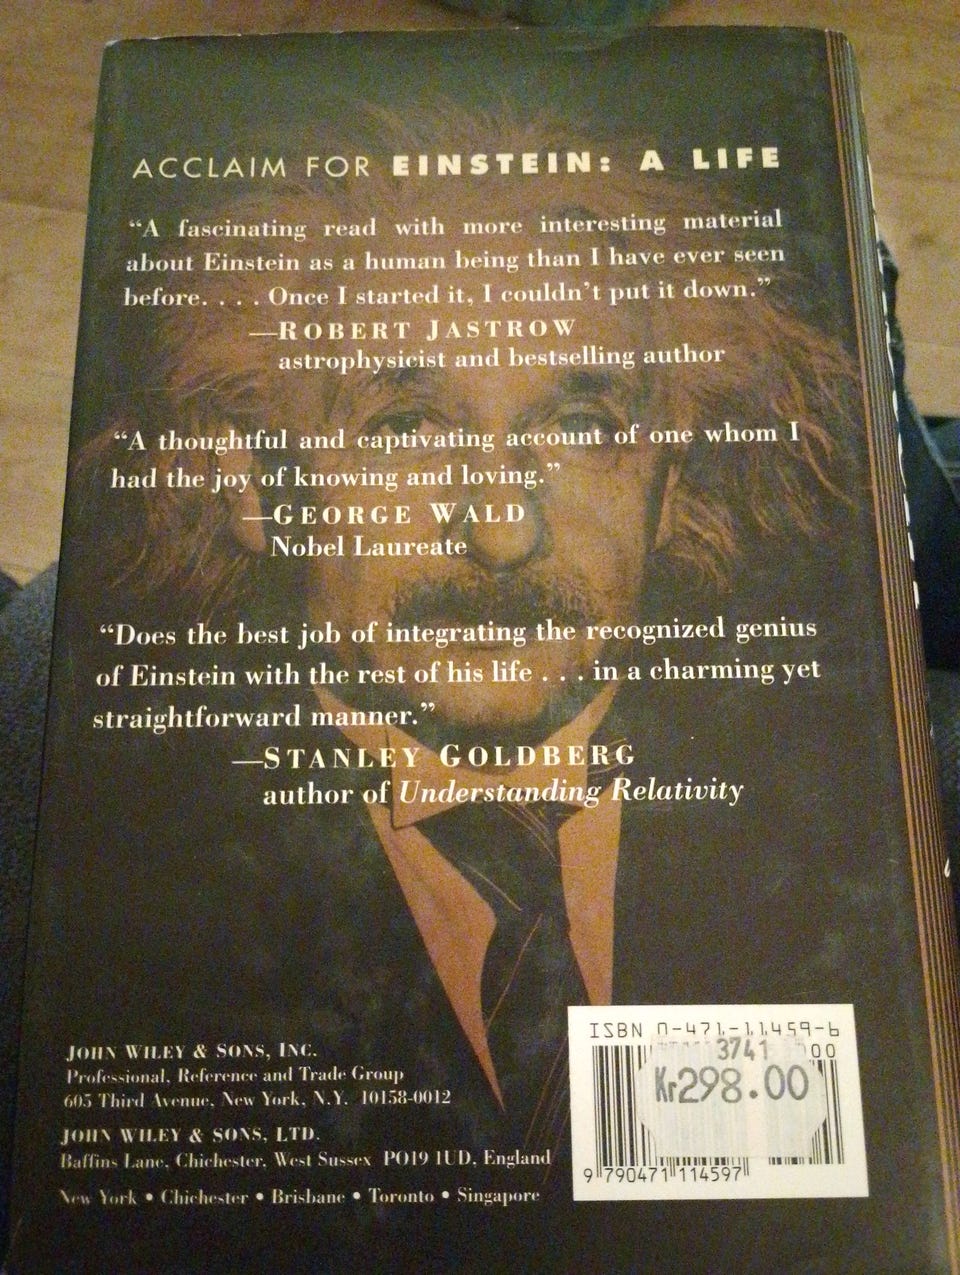 ACCLAIM FOR EINSTEIN: A LIFE
“A fascinating read with more interesting material
about Einstein as a human being than I have ever seen
before. . . . Once I started it, I couldn’t put it down.”
—ROBERT JASTROW
astrophysicist and bestselling author
“A thoughtful and captivating account of one whom I
had the joy of knowing and loving.”
—GEORGE WALD
Nobel Laureate
“Does the best job of integrating the recognized genius
of Einstein with the rest of his life . . . in a charming yet
straightforward manner.”
—STANLEY GOLDBERG
author of Understanding Relativity
JOHN WILEY & SONS, INC.
Professional, Reference and Trade Group
605 Third Avenue, New York, N.Y. 10158-0012
JOHN WILEY & SONS, LTD.
Baffins Lane, Chichester, West Sussex PO19 1UD, England
New York • Chichester • Brisbane • Toronto • Singapore
ISBN 0-471-11459-6
3741
00
Kr298.00
9 790471 114597